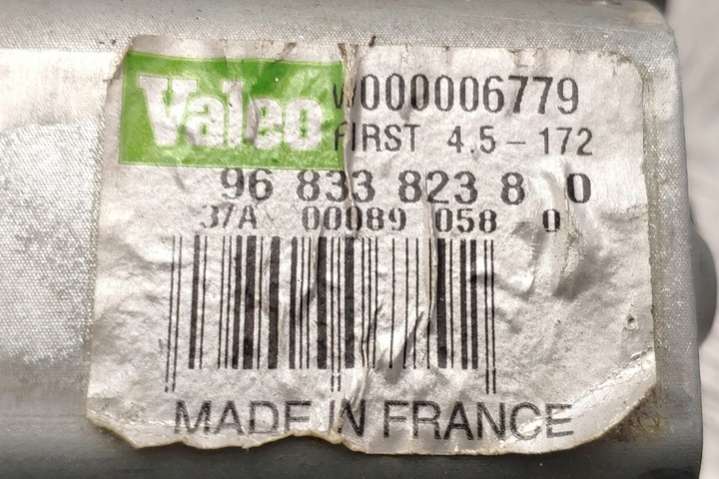 Valeo
W000006779
FIRST 4.5-172
96 833 823 8 0
37A 00089 058 0
MADE IN FRANCE